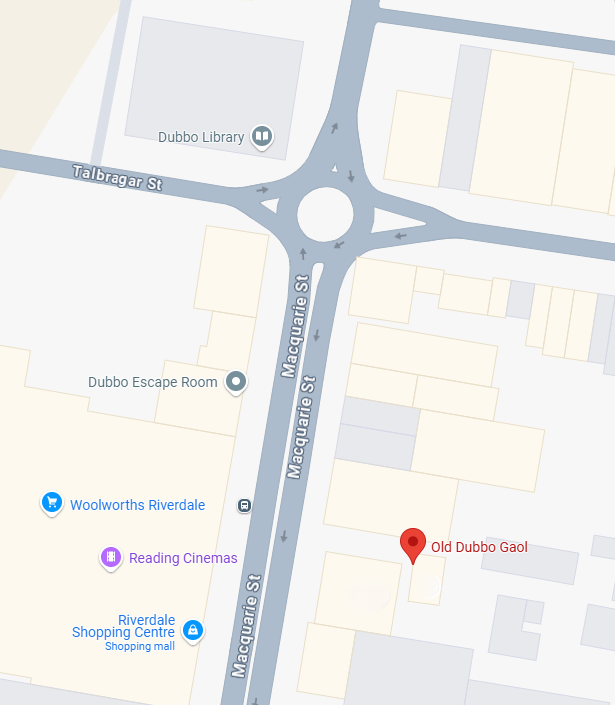 Dubbo Library
Talbragar St
Macquarie St
Macquarie St
Dubbo Escape Room
Woolworths Riverdale
Old Dubbo Gaol
Reading Cinemas
Macquarie St
Riverdale
Shopping Centre
Shopping mall